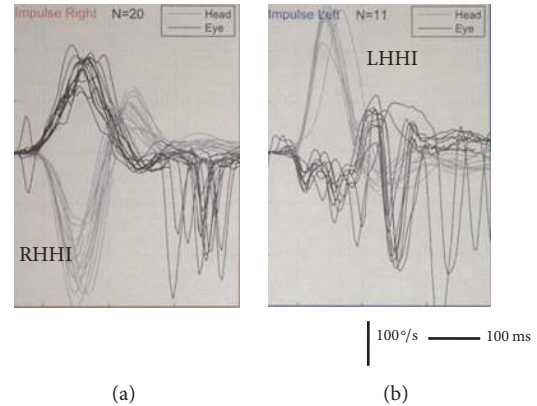 Impulse Right N=20
Head
Eye
RHHI
Impulse Left N=11
Head
Eye
LHHI
100°/s 100 ms
(a) (b)